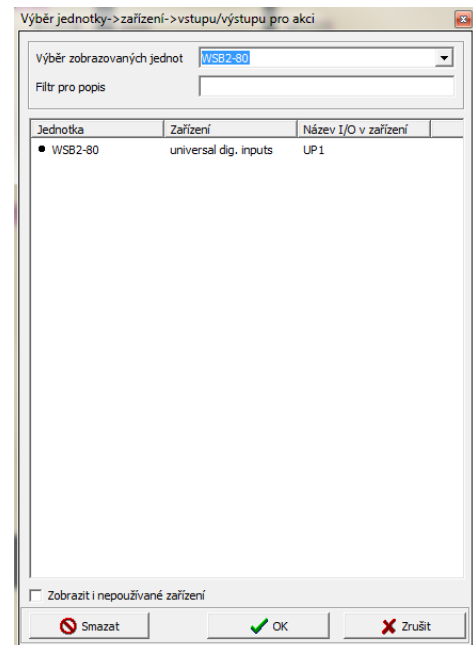 Výběr jednotky->zařízení->vstupu/výstupu pro akci
Výběr zobrazovaných jednot WSB2-80
Filtr pro popis
Jednotka Zařízení Název I/O v zařízení
WSB2-80 universal dig. inputs UP1
Zobrazit i nepoužívané zařízení
Smazat OK Zrušit